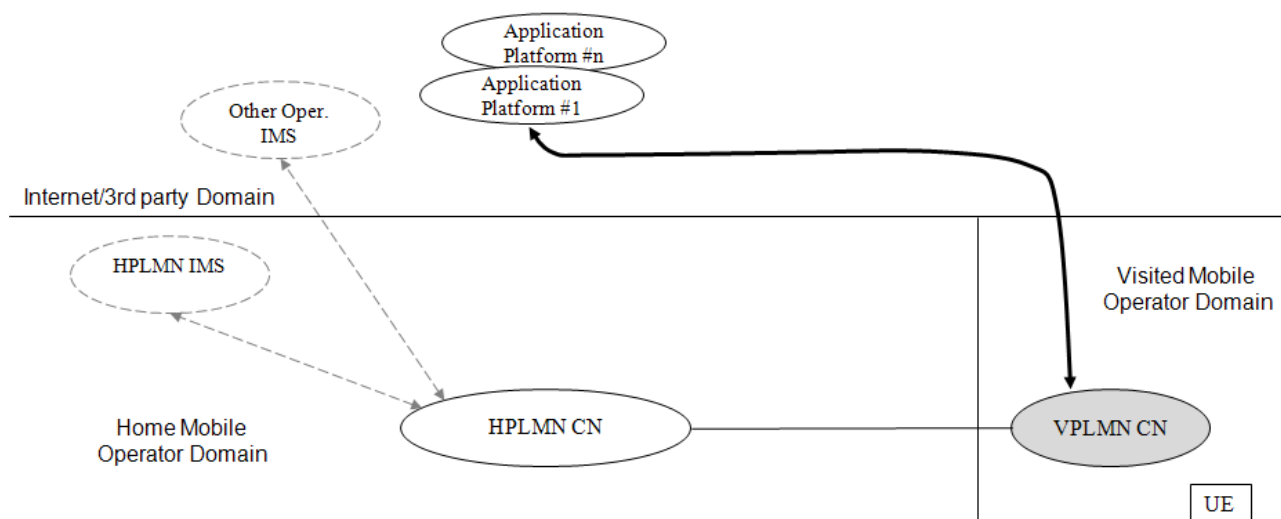 Application
Platform #n
Application
Platform #1
Other Oper.
IMS
Internet/3rd party Domain
HPLMN IMS
Visited Mobile
Operator Domain
Home Mobile
Operator Domain
HPLMN CN
VPLMN CN
UE